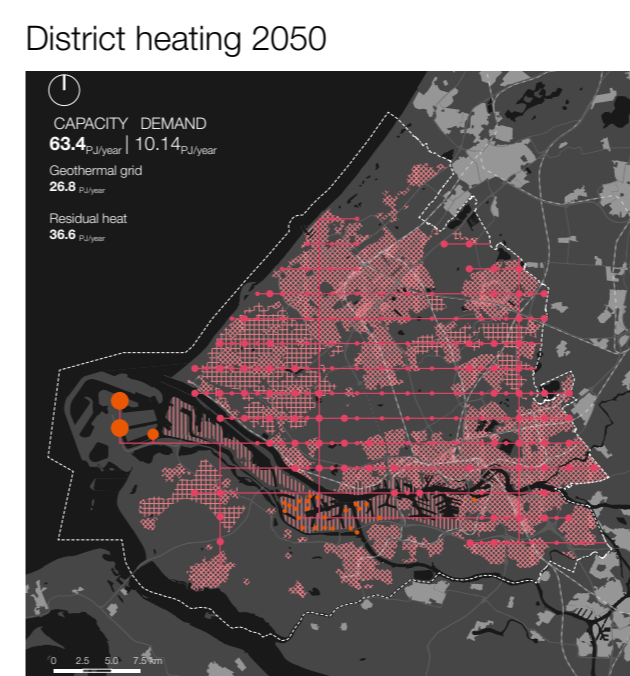 District heating 2050
CAPACITY DEMAND
63.4PJ/year | 10.14PJ/year
Geothermal grid
26.8 PJ/year
Residual heat
36.6 PJ/year
0 2.5 5.0 7.5 km